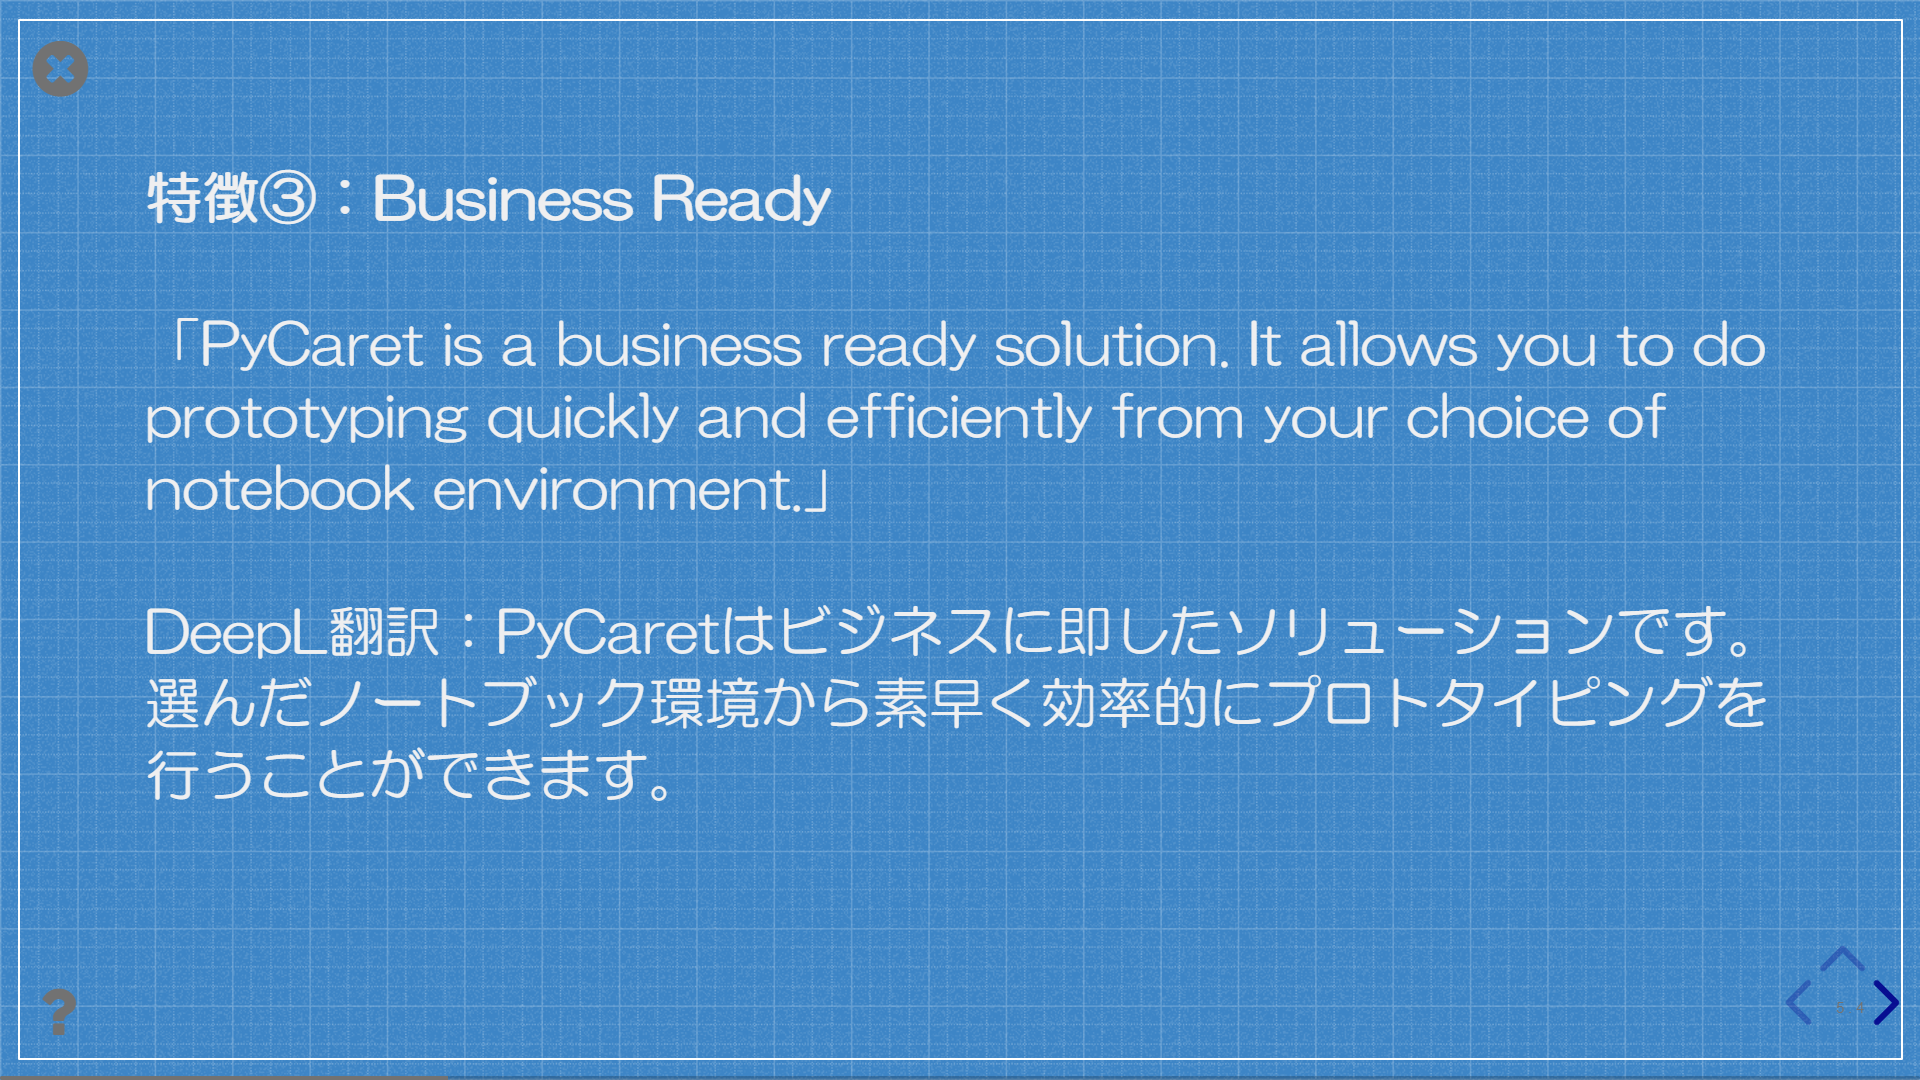 特徴③：Business Ready
「PyCaret is a business ready solution. It allows you to do
prototyping quickly and efficiently from your choice of
notebook environment.」
DeepL翻訳：PyCaretはビジネスに即したソリューションです。
選んだノートブック環境から素早く効率的にプロトタイピングを
行うことができます。
?